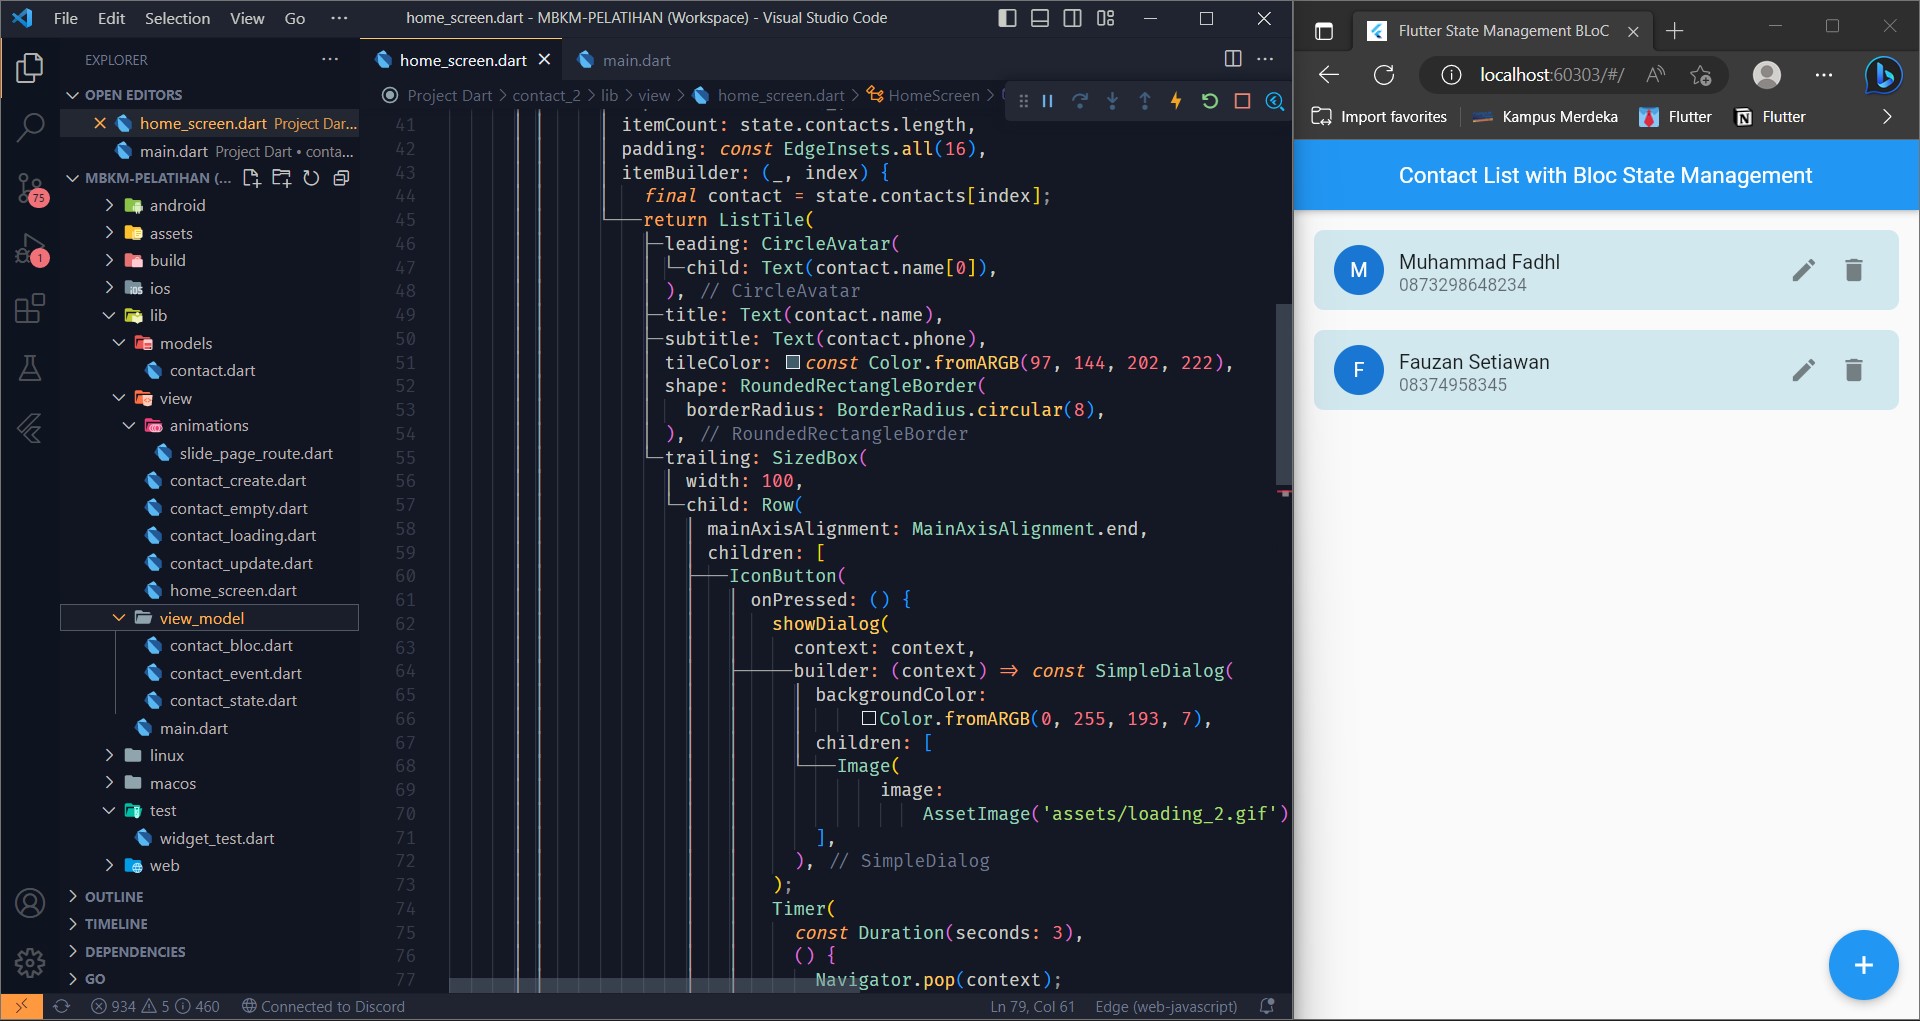 File Edit Selection View Go ···
home_screen.dart - MBKM-PELATIHAN (Workspace) - Visual Studio Code
EXPLORER
OPEN EDITORS
home_screen.dart Project Dar...
main.dart Project Dart • conta...
MBKM-PELATIHAN (...
android
assets
build
ios
lib
models
contact.dart
view
animations
slide_page_route.dart
contact_create.dart
contact_empty.dart
contact_loading.dart
contact_update.dart
home_screen.dart
view_model
contact_bloc.dart
contact_event.dart
contact_state.dart
main.dart
linux
macos
test
widget_test.dart
web
OUTLINE
TIMELINE
DEPENDENCIES
GO
75
1
home_screen.dart
main.dart
Project Dart > contact_2 > lib > view > home_screen.dart > HomeScreen >
41 itemCount: state.contacts.length,
42 padding: const EdgeInsets.all(16),
43 itemBuilder: (_, index) {
44 final contact = state.contacts[index];
45 return ListTile(
46 leading: CircleAvatar(
47 child: Text(contact.name[0]),
48 ), // CircleAvatar
49 title: Text(contact.name),
50 subtitle: Text(contact.phone),
51 tileColor: const Color.fromARGB(97, 144, 202, 222),
52 shape: RoundedRectangleBorder(
53 borderRadius: BorderRadius.circular(8),
54 ), // RoundedRectangleBorder
55 trailing: SizedBox(
56 width: 100,
57 child: Row(
58 mainAxisAlignment: MainAxisAlignment.end,
59 children: [
60 IconButton(
61 onPressed: () {
62 showDialog(
63 context: context,
64 builder: (context) => const SimpleDialog(
65 backgroundColor:
66 Color.fromARGB(0, 255, 193, 7),
67 children: [
68 Image(
69 image:
70 AssetImage('assets/loading_2.gif')
71 ],
72 ), // SimpleDialog
73 );
74 Timer(
75 const Duration(seconds: 3),
76 () {
77 Navigator.pop(context);
934 5 460 Connected to Discord
Ln 79, Col 61 Edge (web-javascript)
Flutter State Management BLoC
localhost:60303/#/
Import favorites Kampus Merdeka Flutter Flutter
Contact List with Bloc State Management
M
Muhammad Fadhl
0873298648234
F
Fauzan Setiawan
08374958345
+